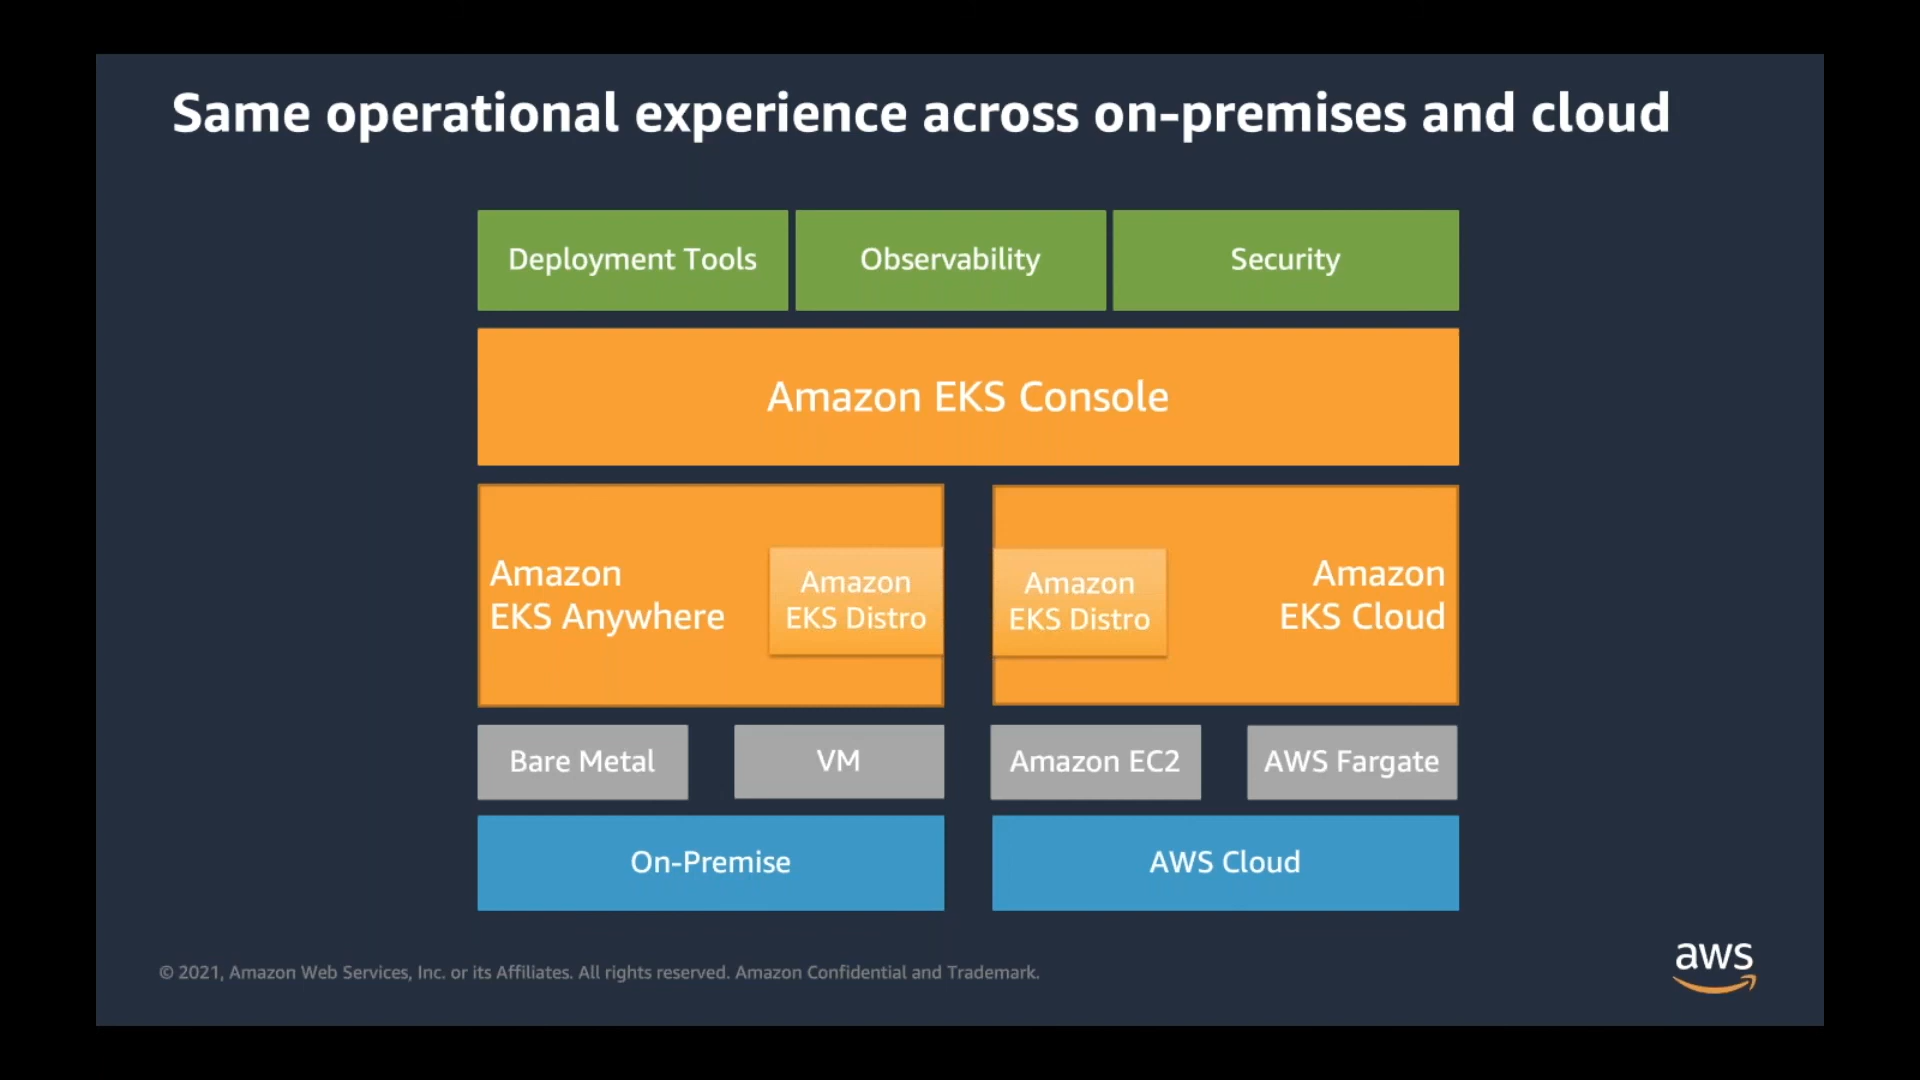 Same operational experience across on-premises and cloud
Deployment Tools
Observability
Security
Amazon EKS Console
Amazon
EKS Anywhere
Amazon
EKS Distro
Amazon
EKS Distro
Amazon
EKS Cloud
Bare Metal
VM
Amazon EC2
AWS Fargate
On-Premise
AWS Cloud
© 2021, Amazon Web Services, Inc. or its Affiliates. All rights reserved. Amazon Confidential and Trademark.
aws